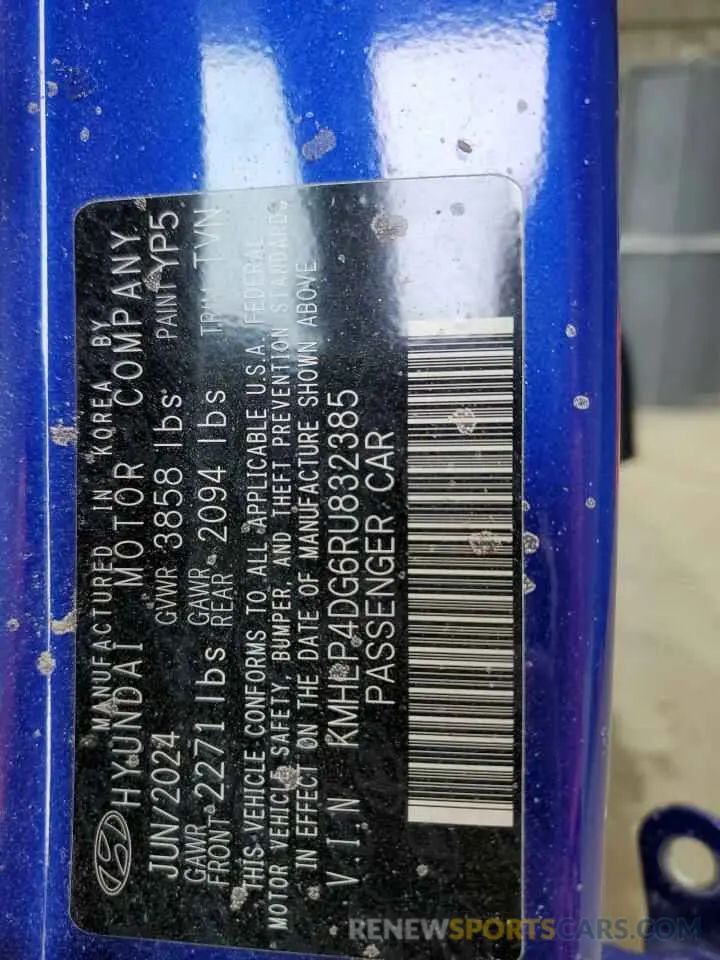 MANUFACTURED IN KOREA BY
HYUNDAI MOTOR COMPANY
JUN/2024 GVWR 3858 lbs PAINT YP5
GAWR FRONT 2271 lbs GAWR REAR 2094 lbs TRIM TVN
THIS VEHICLE CONFORMS TO ALL APPLICABLE U.S.A. FEDERAL
MOTOR VEHICLE SAFETY, BUMPER, AND THEFT PREVENTION STANDARDS
IN EFFECT ON THE DATE OF MANUFACTURE SHOWN ABOVE
V.I.N KMHLP4DG6RU832385
PASSENGER CAR
RENEWSPORTSCARS.COM